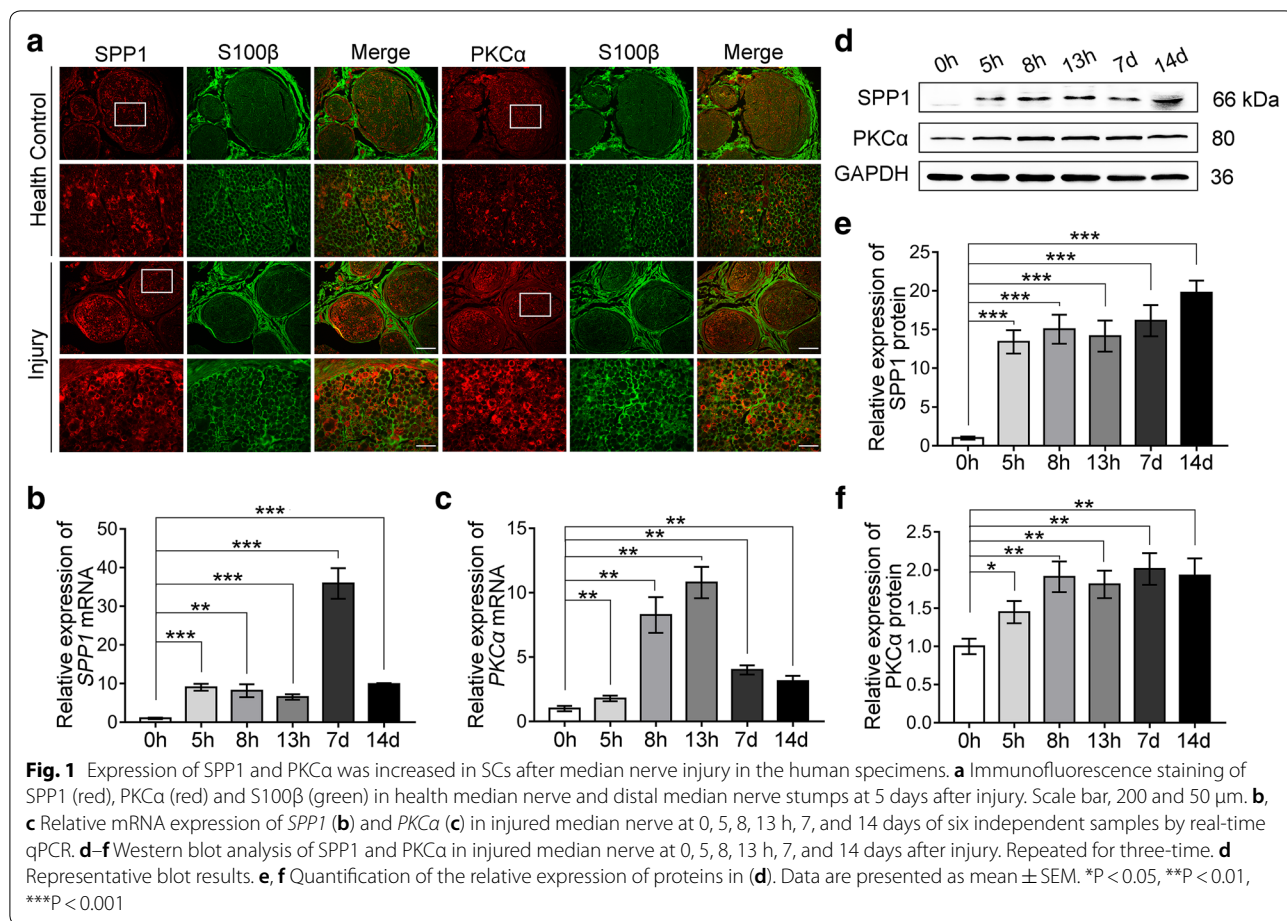 a
SPP1 S100β Merge PKCα S100β Merge
Health Control
Injury
b
Relative expression of
SPP1 mRNA
50
40
30
20
10
0
*** ** *** *** ***
0h 5h 8h 13h 7d 14d
c
Relative expression of
PKCα mRNA
15
10
5
0
** ** ** ** **
0h 5h 8h 13h 7d 14d
d
0h 5h 8h 13h 7d 14d
SPP1 66 kDa
PKCα 80
GAPDH 36
e
Relative expression of
SPP1 protein
25
20
15
10
5
0
*** *** *** *** ***
0h 5h 8h 13h 7d 14d
f
Relative expression of
PKCα protein
2.5
2.0
1.5
1.0
0.5
0.0
* ** ** ** **
0h 5h 8h 13h 7d 14d
Fig. 1 Expression of SPP1 and PKCα was increased in SCs after median nerve injury in the human specimens. a Immunofluorescence staining of
SPP1 (red), PKCα (red) and S100β (green) in health median nerve and distal median nerve stumps at 5 days after injury. Scale bar, 200 and 50 μm. b,
c Relative mRNA expression of SPP1 (b) and PKCα (c) in injured median nerve at 0, 5, 8, 13 h, 7, and 14 days of six independent samples by real-time
qPCR. d–f Western blot analysis of SPP1 and PKCα in injured median nerve at 0, 5, 8, 13 h, 7, and 14 days after injury. Repeated for three-time. d
Representative blot results. e, f Quantification of the relative expression of proteins in (d). Data are presented as mean ± SEM. *P < 0.05, **P < 0.01,
***P < 0.001